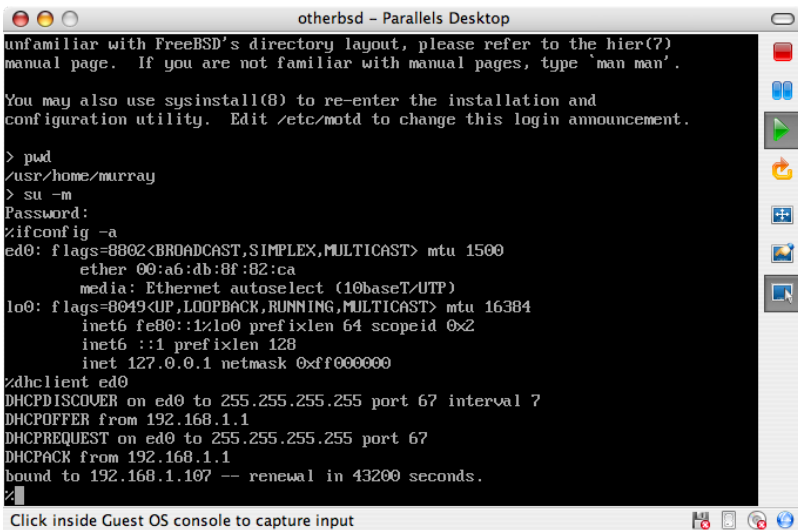 otherbsd – Parallels Desktop
unfamiliar with FreeBSD's directory layout, please refer to the hier(7)
manual page.  If you are not familiar with manual pages, type `man man'.

You may also use sysinstall(8) to re-enter the installation and
configuration utility.  Edit /etc/motd to change this login announcement.

> pwd
/usr/home/murray
> su -m
Password:
%ifconfig -a
ed0: flags=8802<BROADCAST,SIMPLEX,MULTICAST> mtu 1500
        ether 00:a6:db:8f:82:ca
        media: Ethernet autoselect (10baseT/UTP)
lo0: flags=8049<UP,LOOPBACK,RUNNING,MULTICAST> mtu 16384
        inet6 fe80::1%lo0 prefixlen 64 scopeid 0x2
        inet6 ::1 prefixlen 128
        inet 127.0.0.1 netmask 0xff000000
%dhclient ed0
DHCPDISCOVER on ed0 to 255.255.255.255 port 67 interval 7
DHCPOFFER from 192.168.1.1
DHCPREQUEST on ed0 to 255.255.255.255 port 67
DHCPACK from 192.168.1.1
bound to 192.168.1.107 -- renewal in 43200 seconds.
%
Click inside Guest OS console to capture input